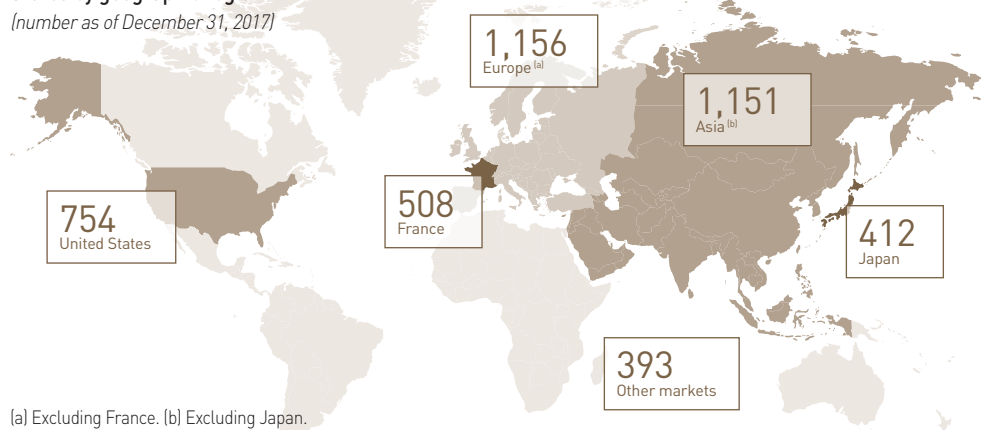 (number as of December 31, 2017)
1,156
Europe (a)
1,151
Asia (b)
754
United States
508
France
412
Japan
393
Other markets
(a) Excluding France. (b) Excluding Japan.